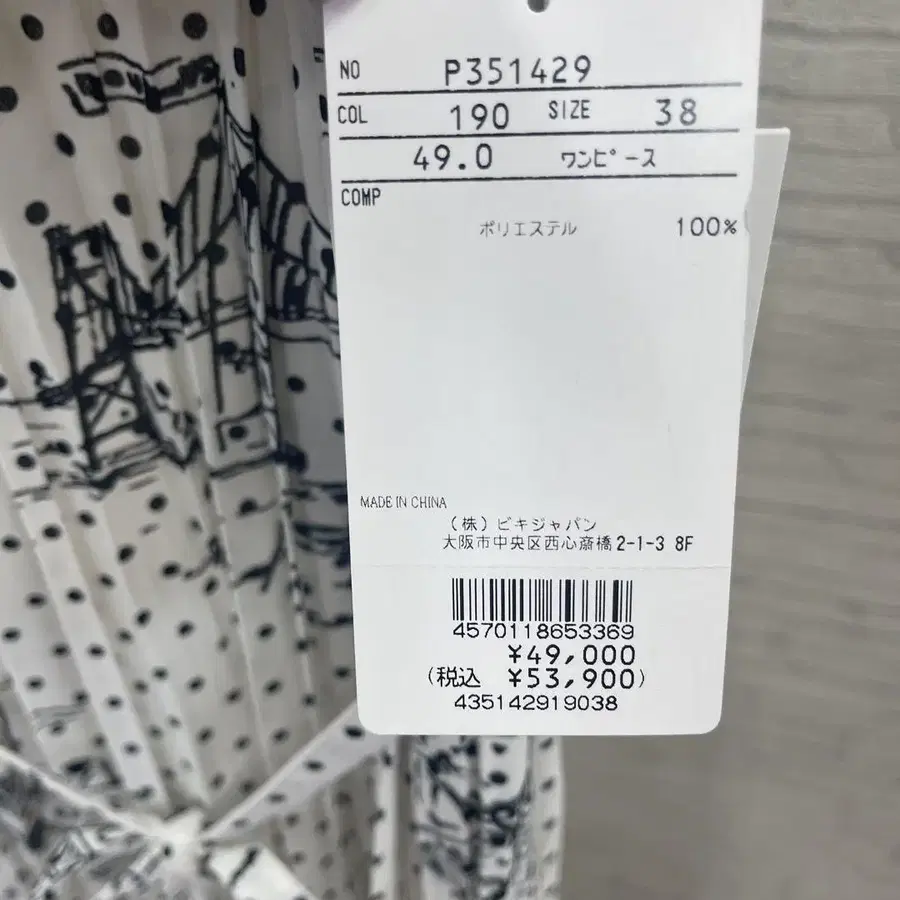 NO P351429
COL 190 SIZE 38
49.0 ワンピース
COMP
ポリエステル 100%
MADE IN CHINA
(株)ビキジャパン
大阪市中央区西心斎橋2-1-3 8F
4570118653369
¥49,000
(税込 ¥53,900)
435142919038